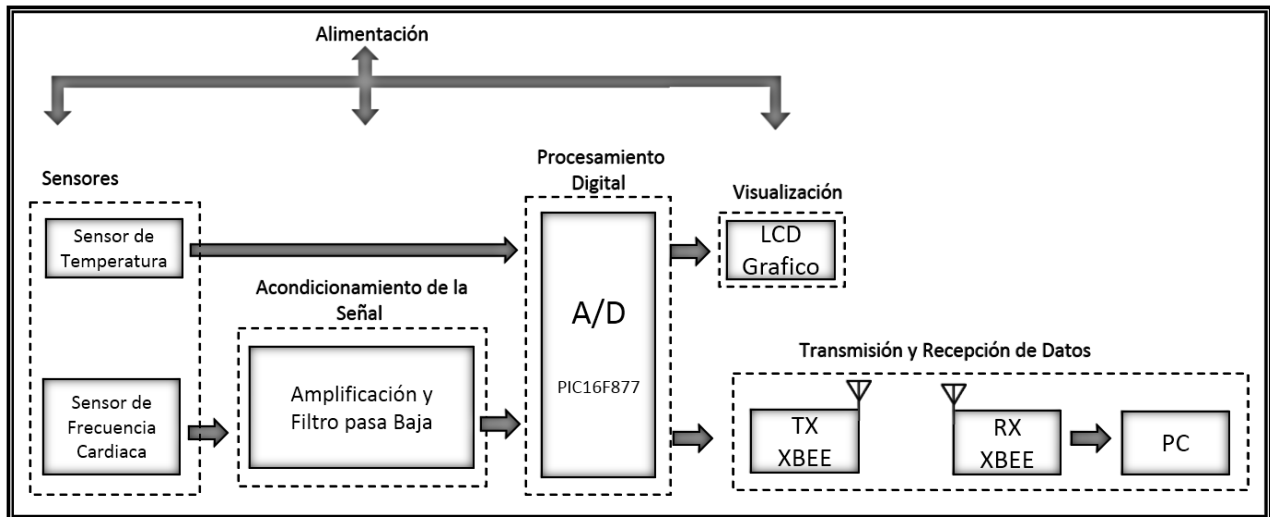 Alimentación
Sensores
Sensor de
Temperatura
Sensor de
Frecuencia
Cardiaca
Acondicionamiento de la
Señal
Amplificación y
Filtro pasa Baja
Procesamiento
Digital
A/D
PIC16F877
Visualización
LCD
Grafico
Transmisión y Recepción de Datos
TX
XBEE
RX
XBEE
PC